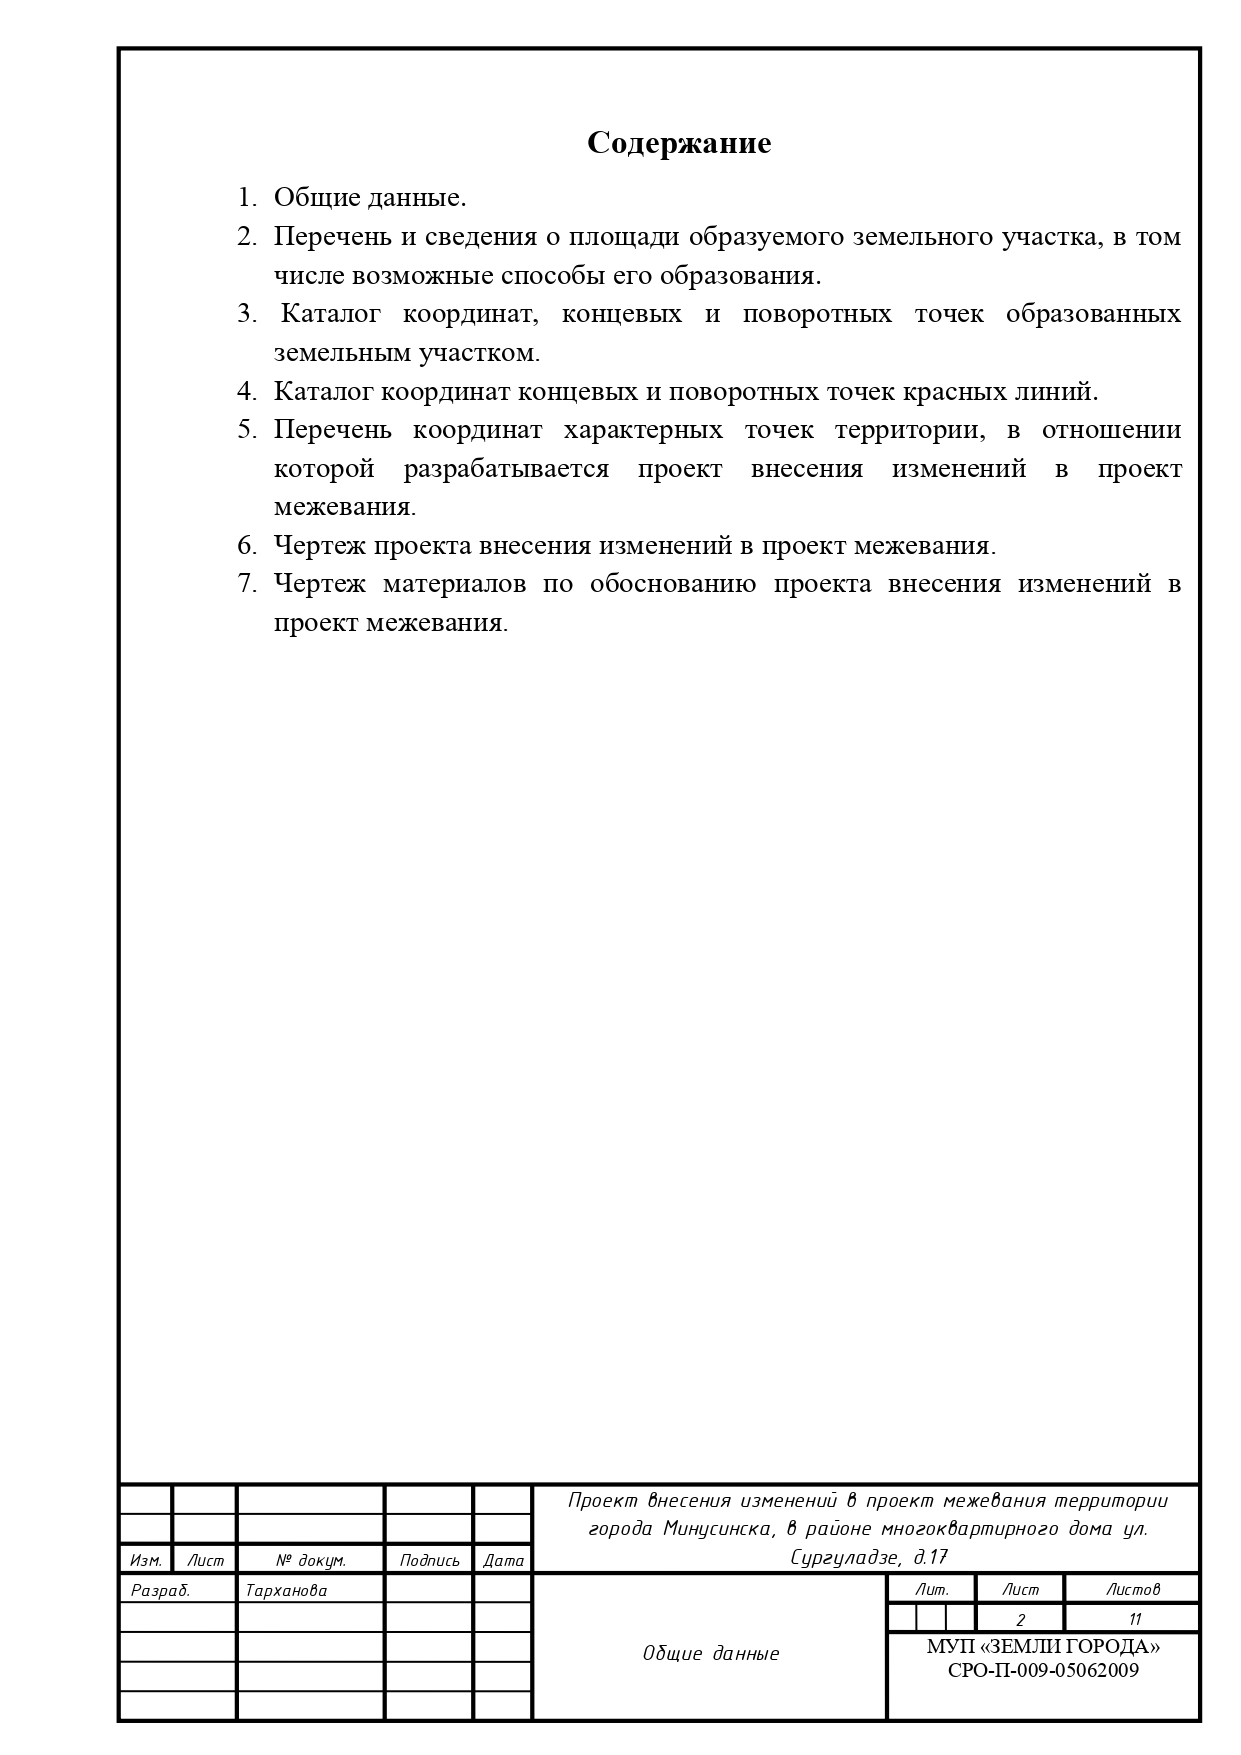 Содержание
1. Общие данные.
2. Перечень и сведения о площади образуемого земельного участка, в том
числе возможные способы его образования.
3. Каталог координат, концевых и поворотных точек образованных
земельным участком.
4. Каталог координат концевых и поворотных точек красных линий.
5. Перечень координат характерных точек территории, в отношении
которой разрабатывается проект внесения изменений в проект
межевания.
6. Чертеж проекта внесения изменений в проект межевания.
7. Чертеж материалов по обоснованию проекта внесения изменений в
проект межевания.
Проект внесения изменений в проект межевания территории
города Минусинска, в районе многоквартирного дома ул.
Сургуладзе, д.17
Изм. Лист № докум. Подпись Дата
Разраб. Тарханова
Общие данные
Лит. Лист Листов
2 11
МУП «ЗЕМЛИ ГОРОДА»
СРО-П-009-05062009